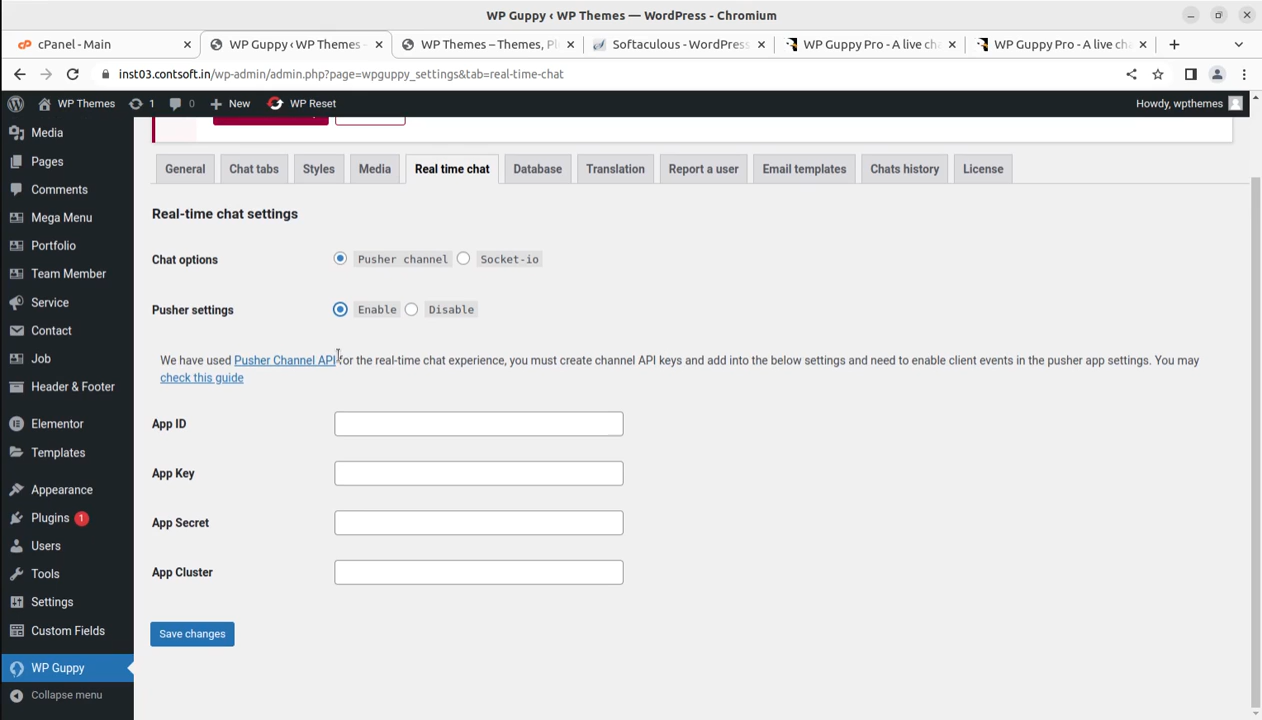 WP Guppy ‹ WP Themes — WordPress - Chromium
cPanel - Main
WP Guppy ‹ WP Themes -
WP Themes – Themes, Pl
Softaculous - WordPress
WP Guppy Pro - A live ch
WP Guppy Pro - A live ch
inst03.contsoft.in/wp-admin/admin.php?page=wpguppy_settings&tab=real-time-chat
WP Themes
1
0
New
WP Reset
Howdy, wpthemes
Media
Pages
Comments
Mega Menu
Portfolio
Team Member
Service
Contact
Job
Header & Footer
Elementor
Templates
Appearance
Plugins 1
Users
Tools
Settings
Custom Fields
WP Guppy
Collapse menu
General
Chat tabs
Styles
Media
Real time chat
Database
Translation
Report a user
Email templates
Chats history
License
Real-time chat settings
Chat options Pusher channel Socket-io
Pusher settings Enable Disable
We have used Pusher Channel API for the real-time chat experience, you must create channel API keys and add into the below settings and need to enable client events in the pusher app settings. You may
check this guide
App ID
App Key
App Secret
App Cluster
Save changes